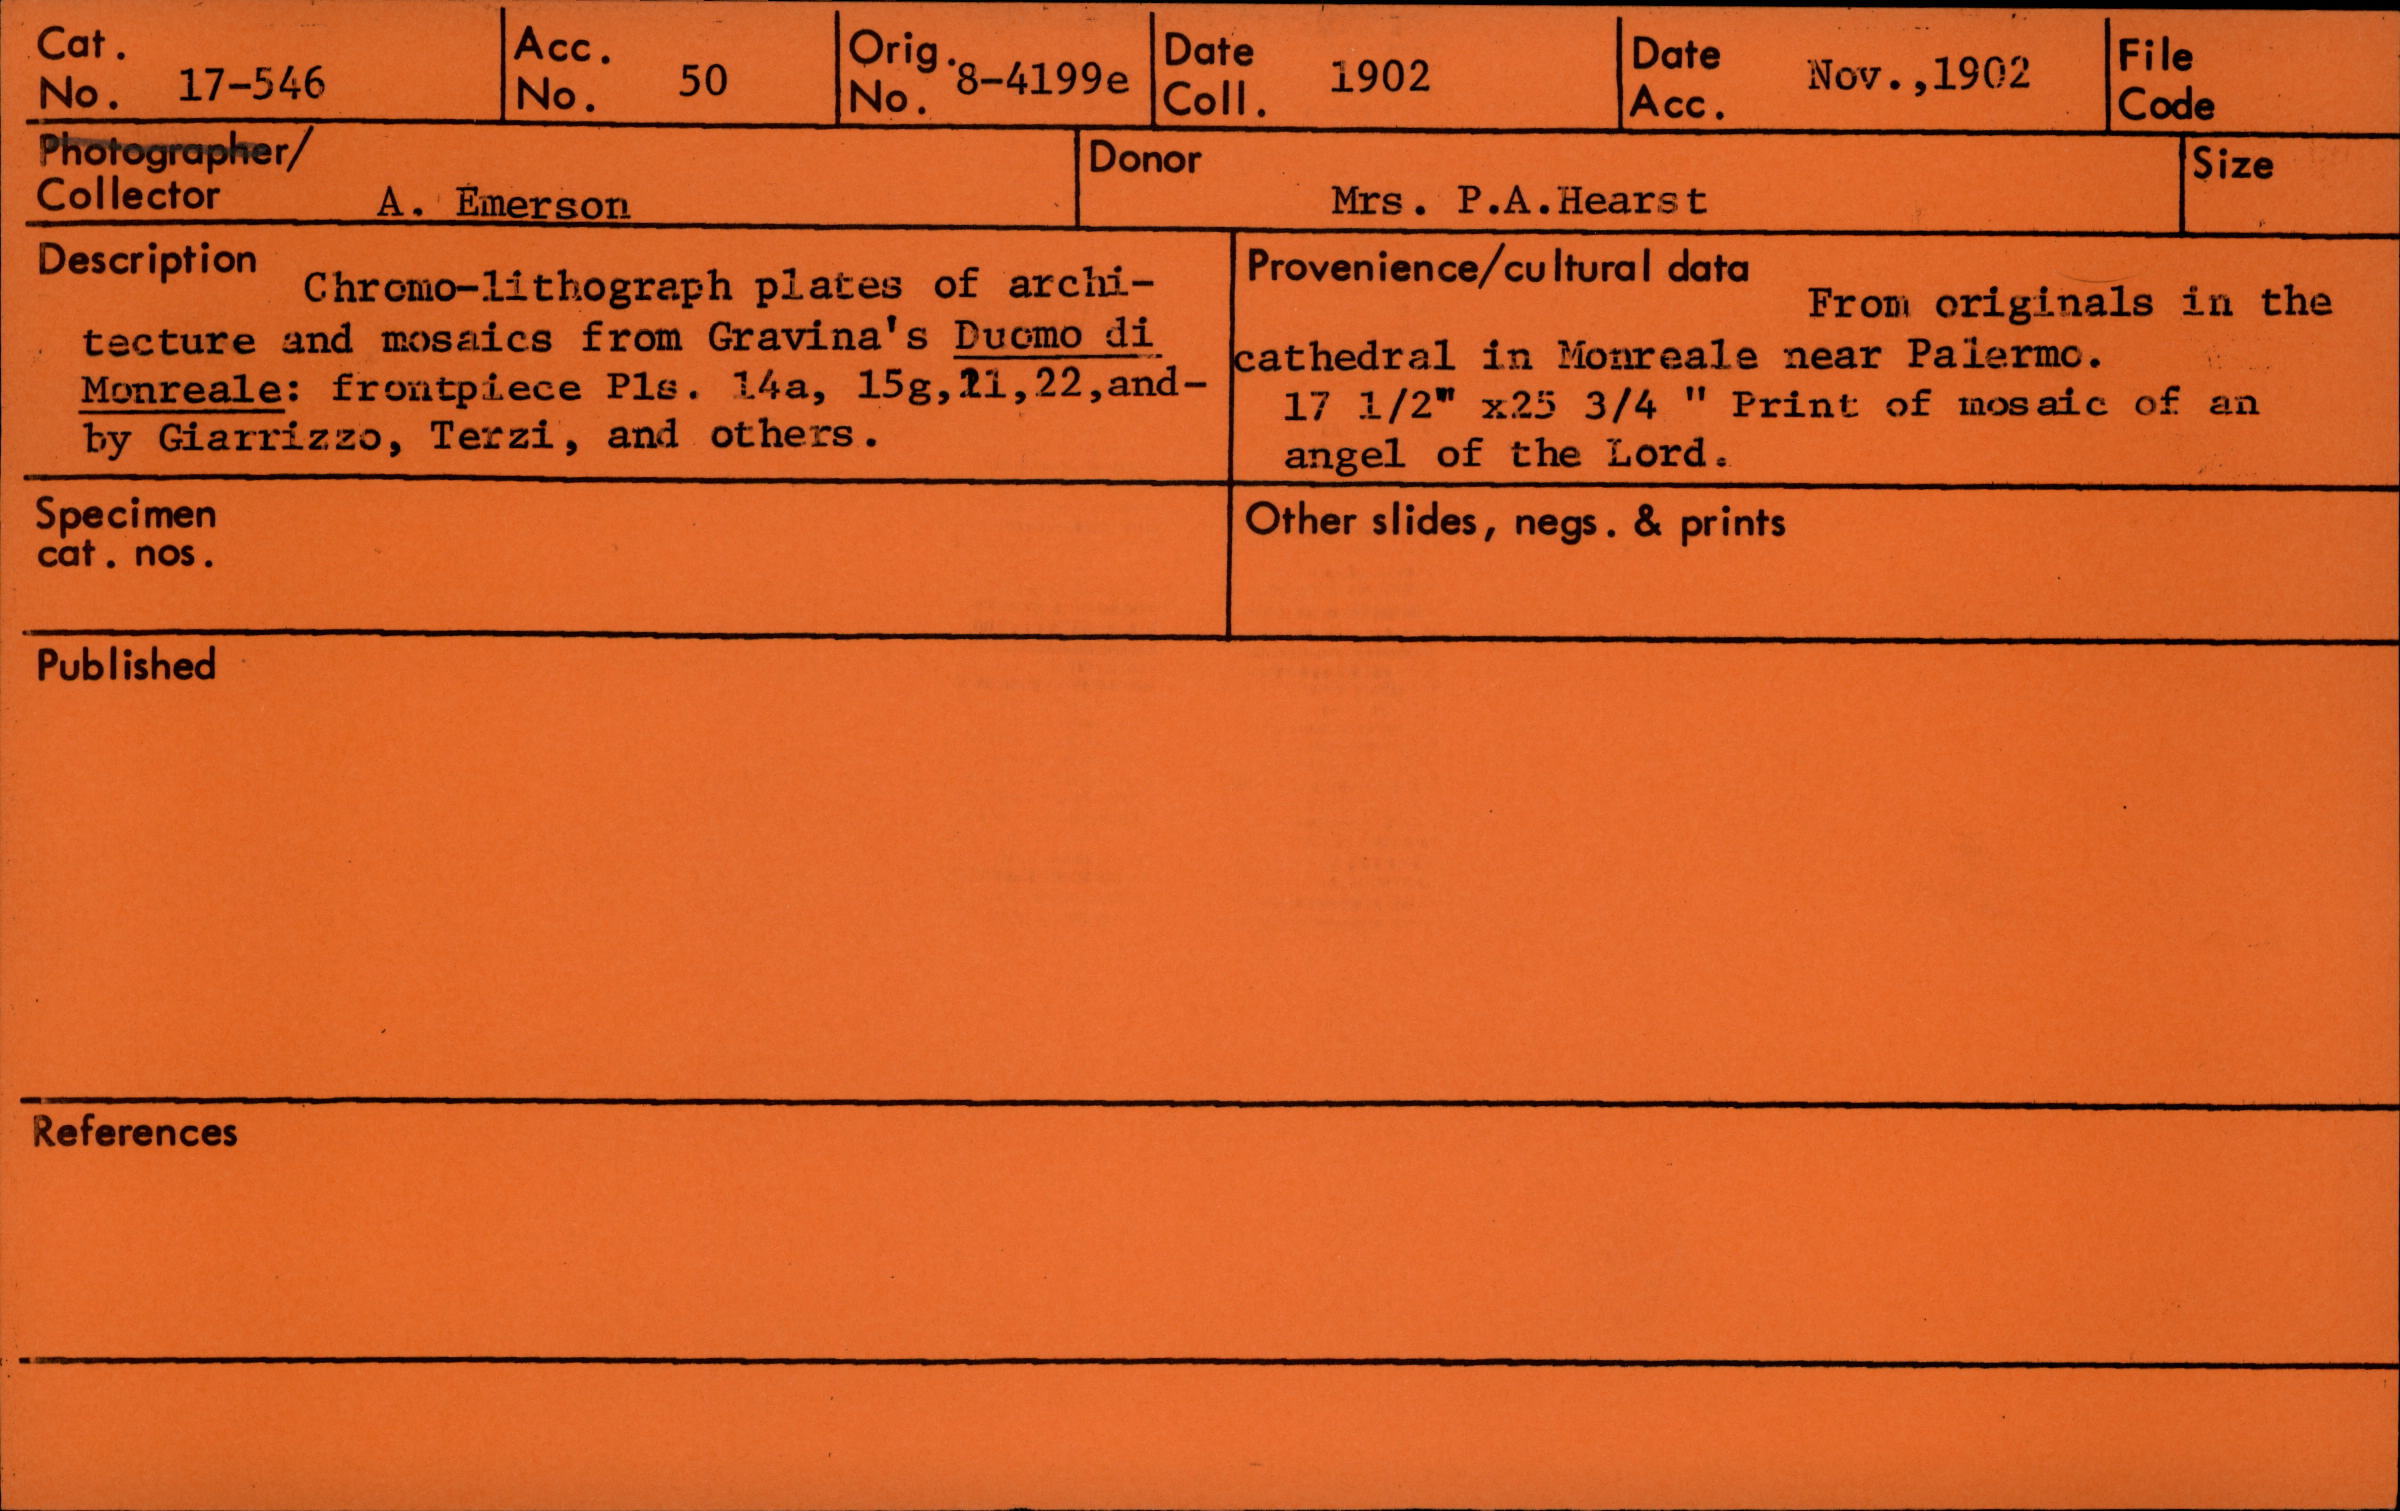 Cat. No. 17-546
Acc. No. 50
Orig. No. 8-4199e
Date Coll. 1902
Date Acc. Nov.,1902
File Code
Photographer/
Collector A. Emerson
Donor Mrs. P.A.Hearst
Size
Description Chromo-lithograph plates of archi-
tecture and mosaics from Gravina's Duomo di
Monreale: frontpiece Pls. 14a, 15g,21,22,and-
by Giarrizzo, Terzi, and others.
Provenience/cultural data From originals in the
cathedral in Monreale near Palermo.
17 1/2" x25 3/4 " Print of mosaic of an
angel of the Lord.
Specimen
cat. nos.
Other slides, negs. & prints
Published
References